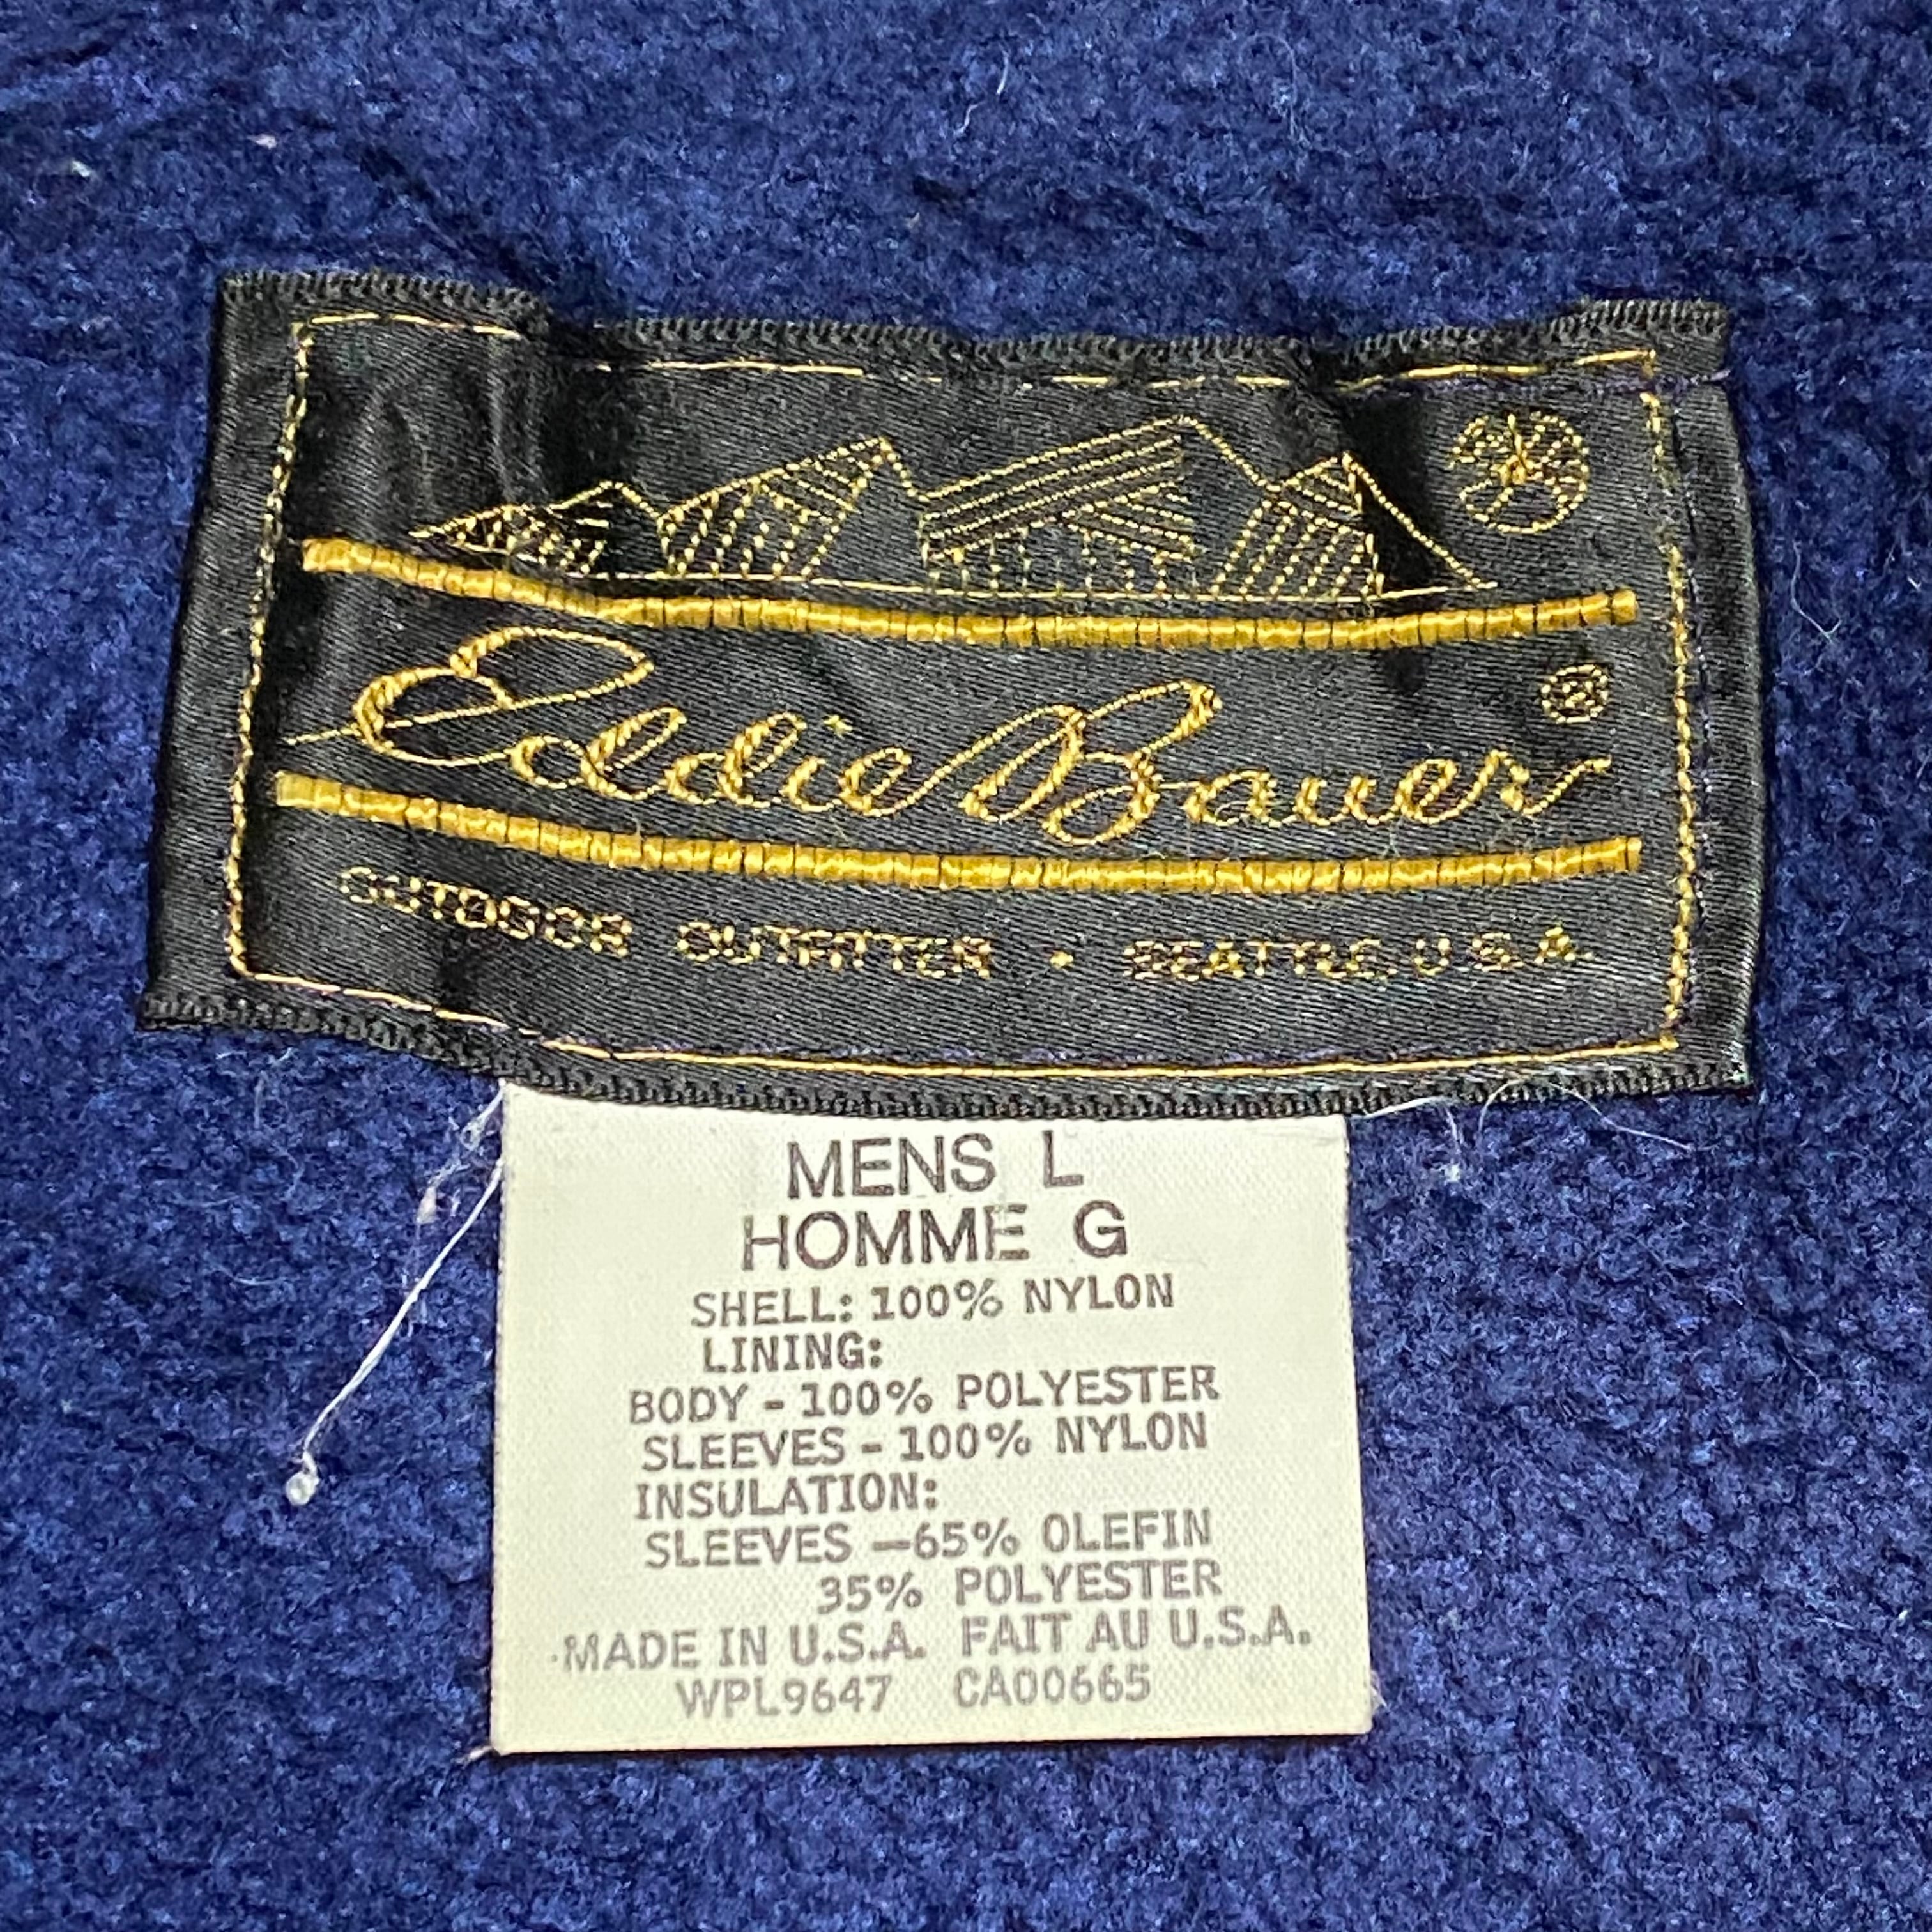 Eddie Bauer ®
OUTDOOR OUTFITTER • SEATTLE, U.S.A.
MENS L
HOMME G
SHELL: 100% NYLON
LINING:
BODY - 100% POLYESTER
SLEEVES - 100% NYLON
INSULATION:
SLEEVES —65% OLEFIN
35% POLYESTER
MADE IN U.S.A. FAIT AU U.S.A.
WPL9647 CA00665